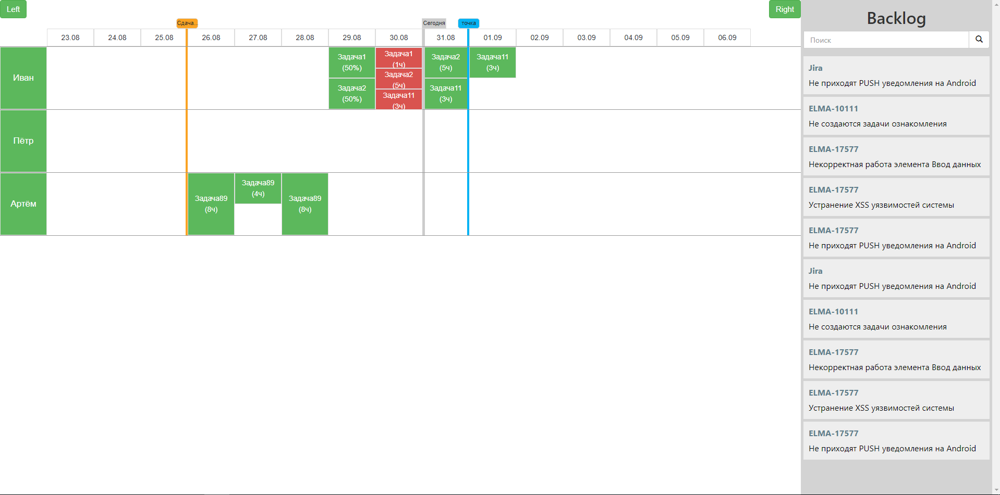 Left
Right
Сдача...
Сегодня
точка
23.08
24.08
25.08
26.08
27.08
28.08
29.08
30.08
31.08
01.09
02.09
03.09
04.09
05.09
06.09
Иван
Задача1
(50%)
Задача2
(50%)
Задача1
(1ч)
Задача2
(5ч)
Задача11
(3ч)
Задача2
(5ч)
Задача11
(3ч)
Задача11
(3ч)
Пётр
Артём
Задача89
(8ч)
Задача89
(4ч)
Задача89
(8ч)
Backlog
Поиск
Jira
Не приходят PUSH уведомления на Android
ELMA-10111
Не создаются задачи ознакомления
ELMA-17577
Некорректная работа элемента Ввод данных
ELMA-17577
Устранение XSS уязвимостей системы
ELMA-17577
Не приходят PUSH уведомления на Android
Jira
Не приходят PUSH уведомления на Android
ELMA-10111
Не создаются задачи ознакомления
ELMA-17577
Некорректная работа элемента Ввод данных
ELMA-17577
Устранение XSS уязвимостей системы
ELMA-17577
Не приходят PUSH уведомления на Android